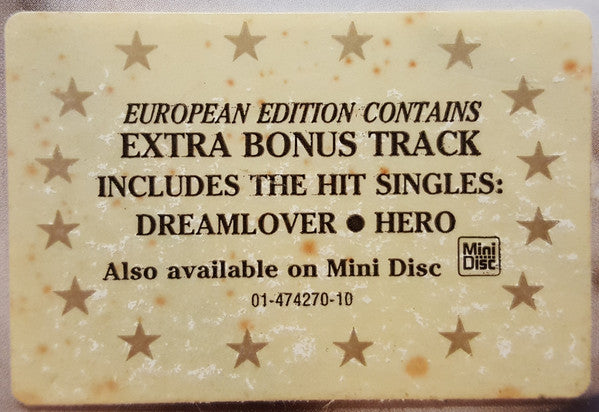 EUROPEAN EDITION CONTAINS
EXTRA BONUS TRACK
INCLUDES THE HIT SINGLES:
DREAMLOVER ● HERO
Also available on Mini Disc
Mini
Disc
01-474270-10